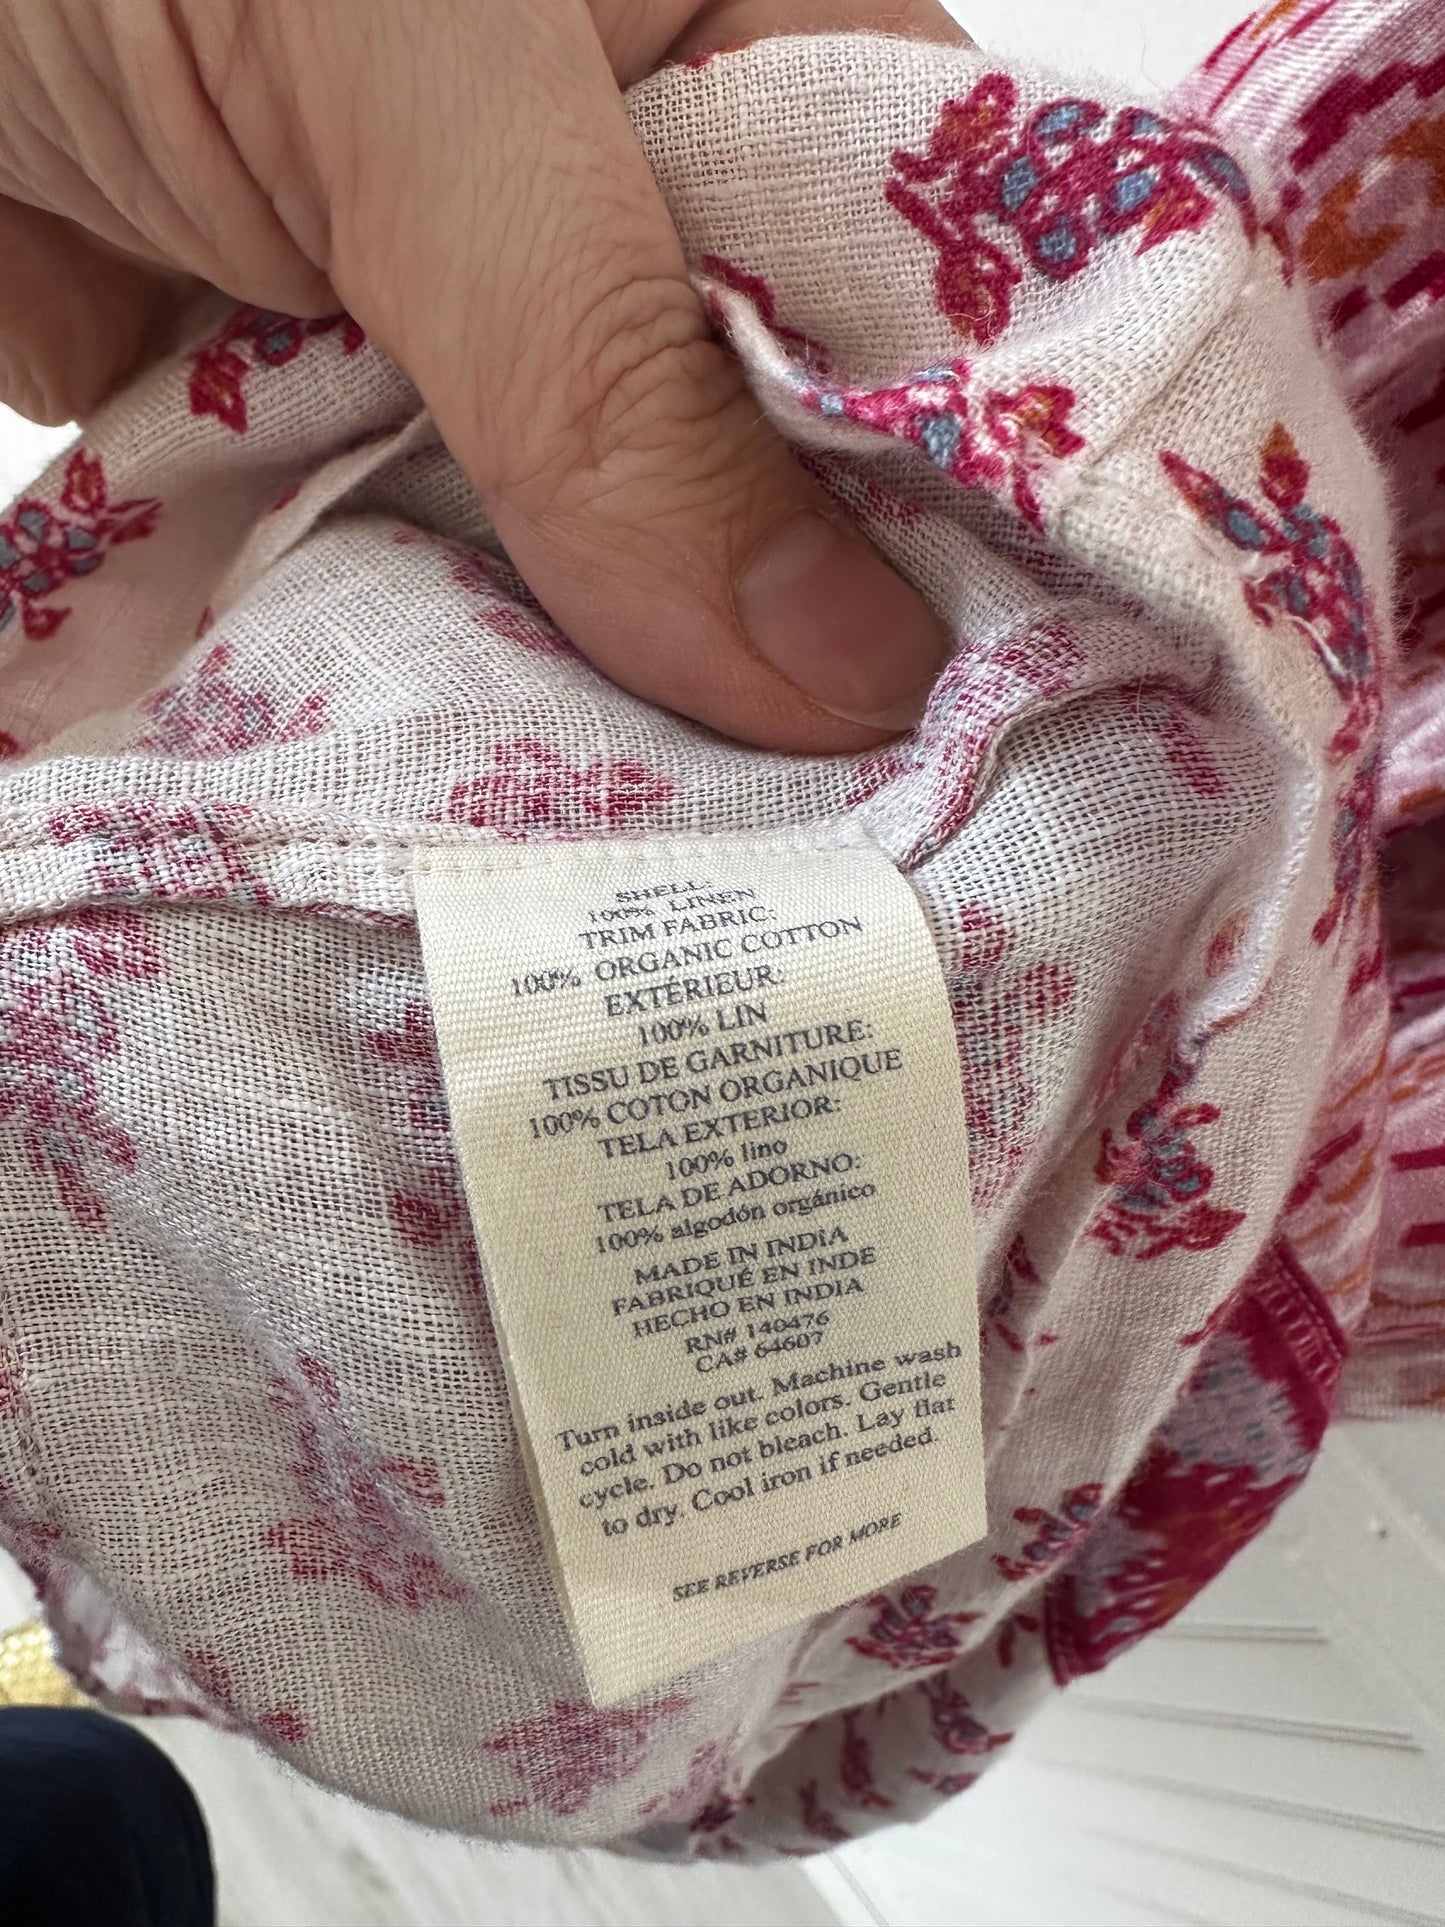 SHELL:
100% LINEN
TRIM FABRIC:
100% ORGANIC COTTON
EXTÉRIEUR:
100% LIN
TISSU DE GARNITURE:
100% COTON ORGANIQUE
TELA EXTERIOR:
100% lino
TELA DE ADORNO:
100% algodón orgánico
MADE IN INDIA
FABRIQUÉ EN INDE
HECHO EN INDIA
RN# 140476
CA# 64607
Turn inside out. Machine wash
cold with like colors. Gentle
cycle. Do not bleach. Lay flat
to dry. Cool iron if needed.
SEE REVERSE FOR MORE